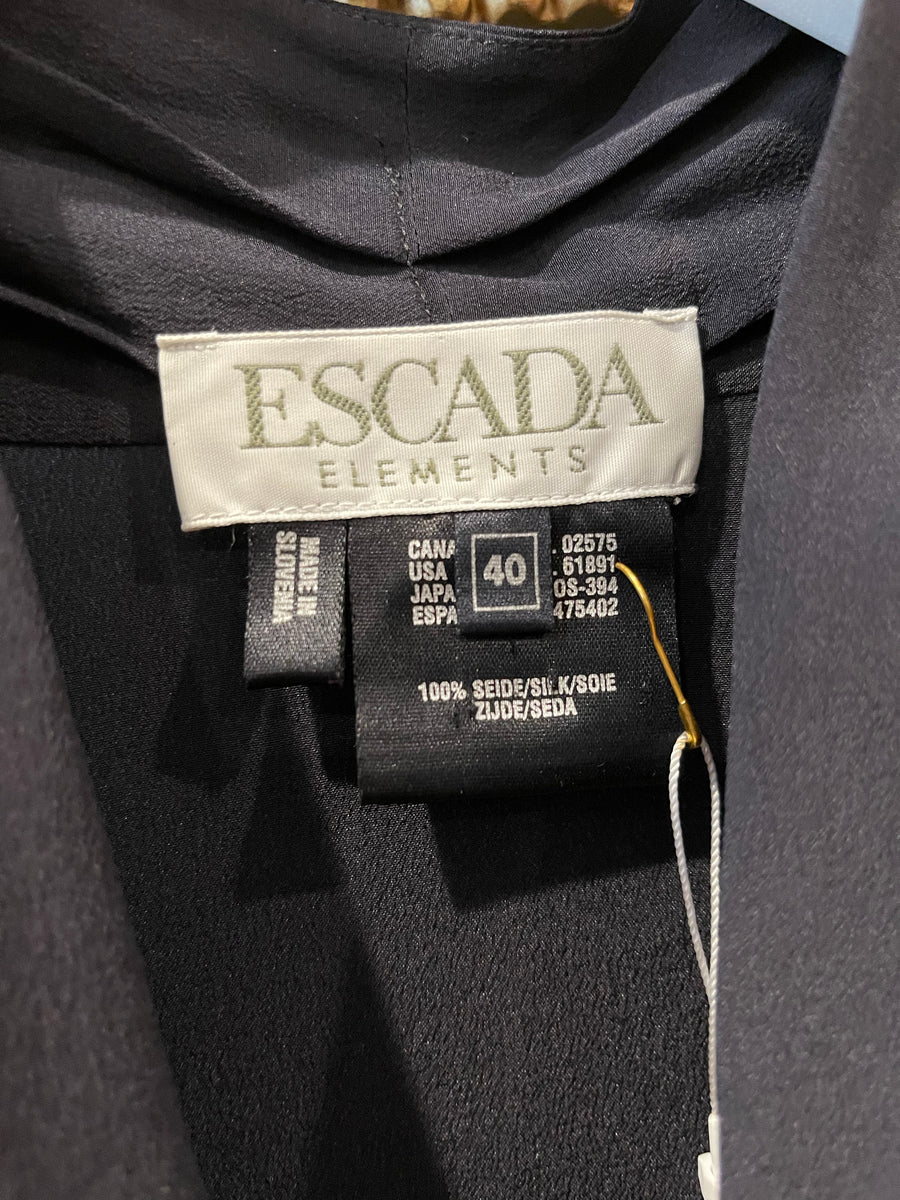 ESCADA
ELEMENTS
MADE IN
SLOVENIA
40
CANA . 02575
USA . 61891
JAPA OS-394
ESPA 475402
100% SEIDE/SILK/SOIE
ZIJDE/SEDA